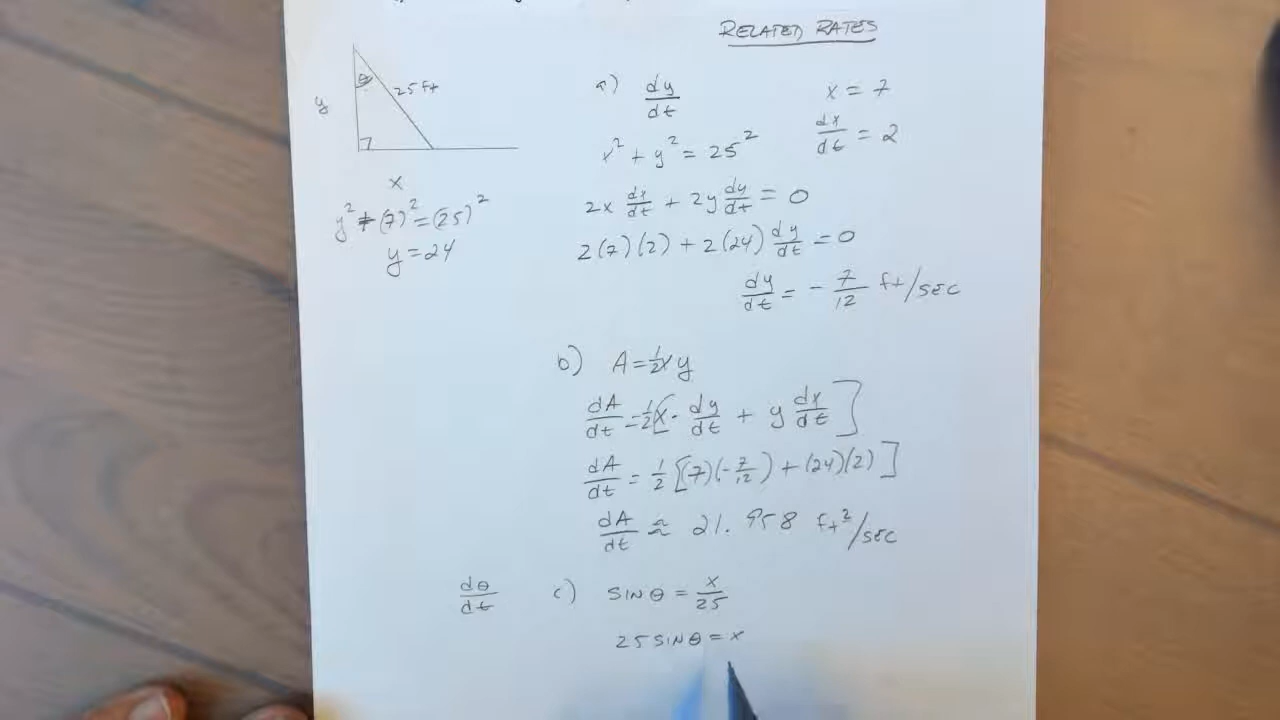 RELATED RATES
θ
25 ft
y
x
y² + (7)² = (25)²
y = 24
a) dy/dt
x = 7
dx/dt = 2
x² + y² = 25²
2x dx/dt + 2y dy/dt = 0
2(7)(2) + 2(24) dy/dt = 0
dy/dt = - 7/12 ft/sec
b) A = 1/2 x y
dA/dt = 1/2 [x · dy/dt + y dx/dt]
dA/dt = 1/2 [(7)(-7/12) + (24)(2)]
dA/dt ≈ 21.958 ft²/sec
dθ/dt
c) SIN θ = x/25
25 SIN θ = x